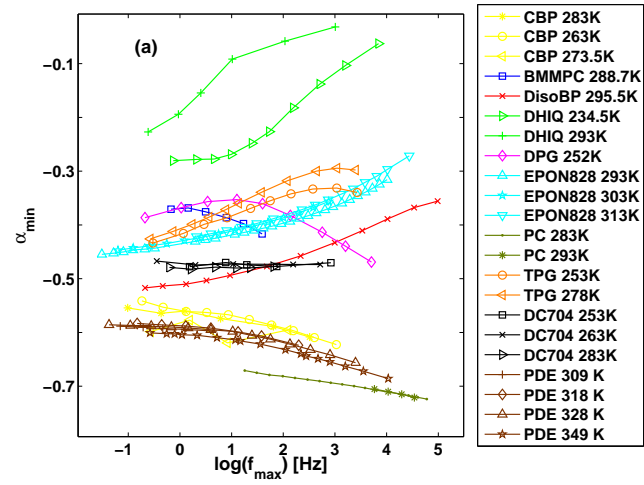 (a)
−0.1
−0.3
−0.5
−0.7
α_min
−1 0 1 2 3 4 5
log(f_max) [Hz]
CBP 283K
CBP 263K
CBP 273.5K
BMMPC 288.7K
DisoBP 295.5K
DHIQ 234.5K
DHIQ 293K
DPG 252K
EPON828 293K
EPON828 303K
EPON828 313K
PC 283K
PC 293K
TPG 253K
TPG 278K
DC704 253K
DC704 263K
DC704 283K
PDE 309 K
PDE 318 K
PDE 328 K
PDE 349 K